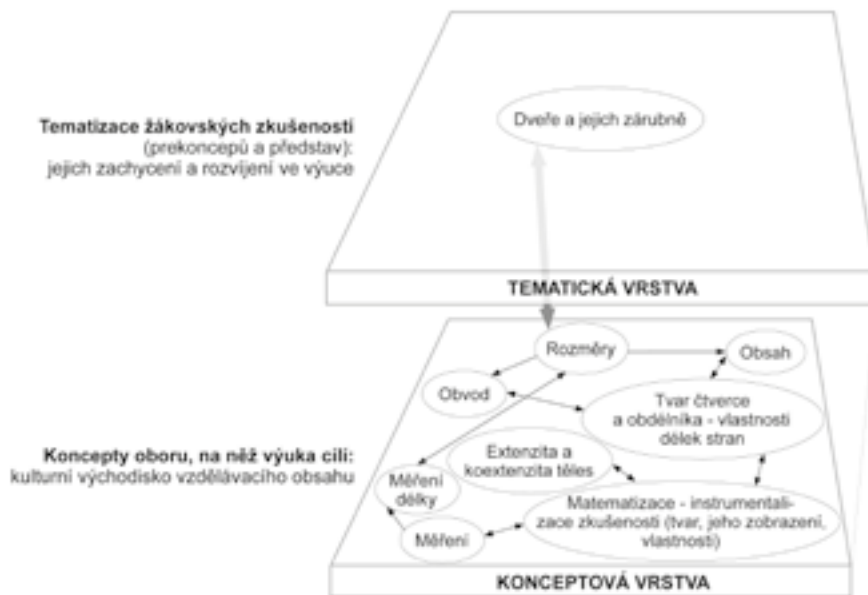 Dveře a jejich zárubně
Tematizace žákovských zkušeností
(prekonceptů a představ):
jejich zachycení a rozvíjení ve výuce
TEMATICKÁ VRSTVA
Rozměry
Obsah
Obvod
Tvar čtverce
a obdélníka - vlastnosti
délek stran
Koncepty oboru, na něž výuka cílí:
kulturní východisko vzdělávacího obsahu
Extenzita a
koextenzita těles
Měření
délky
Matematizace - instrumentali-
zace zkušenosti (tvar, jeho zobrazení,
vlastnosti)
Měření
KONCEPTOVÁ VRSTVA